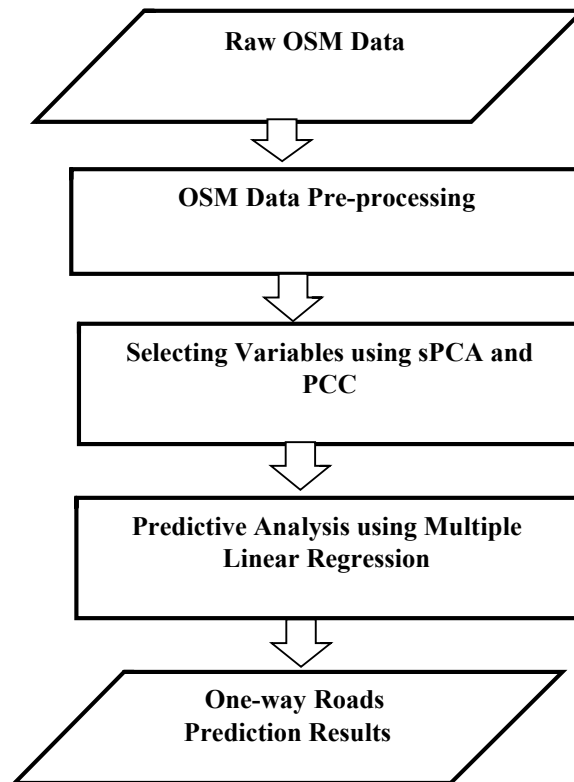 Raw OSM Data
OSM Data Pre-processing
Selecting Variables using sPCA and
PCC
Predictive Analysis using Multiple
Linear Regression
One-way Roads
Prediction Results